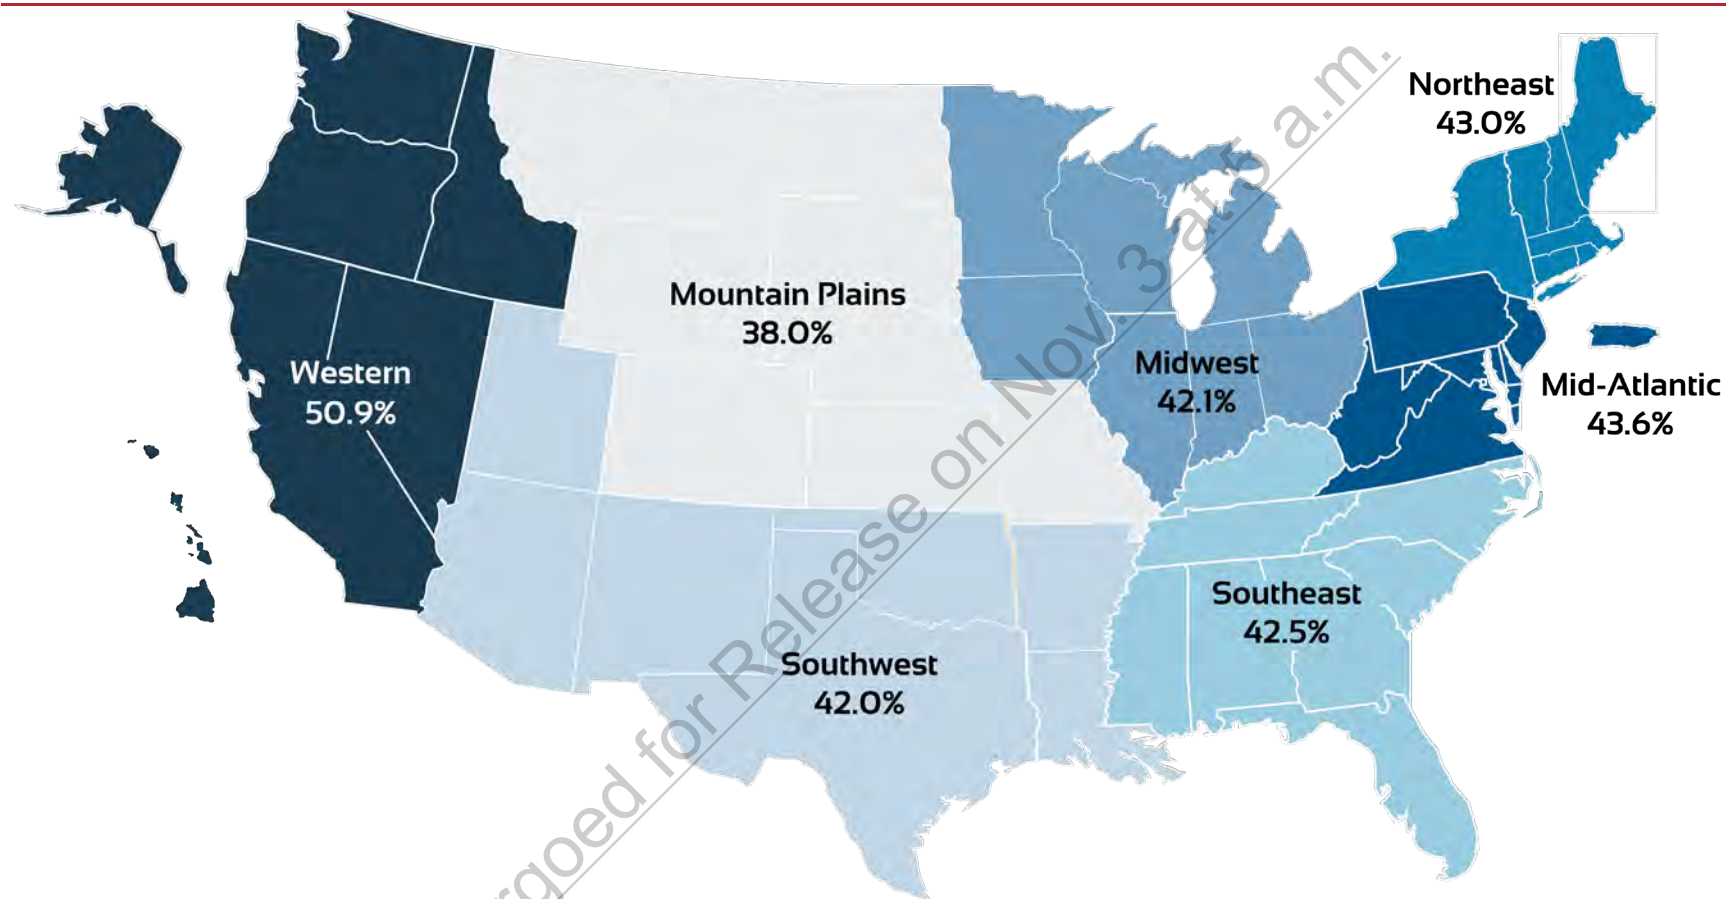 Northeast
43.0%
Mountain Plains
38.0%
Western
50.9%
Midwest
42.1%
Mid-Atlantic
43.6%
Southeast
42.5%
Southwest
42.0%
for Release on Nov. 3 at 5 a.m.